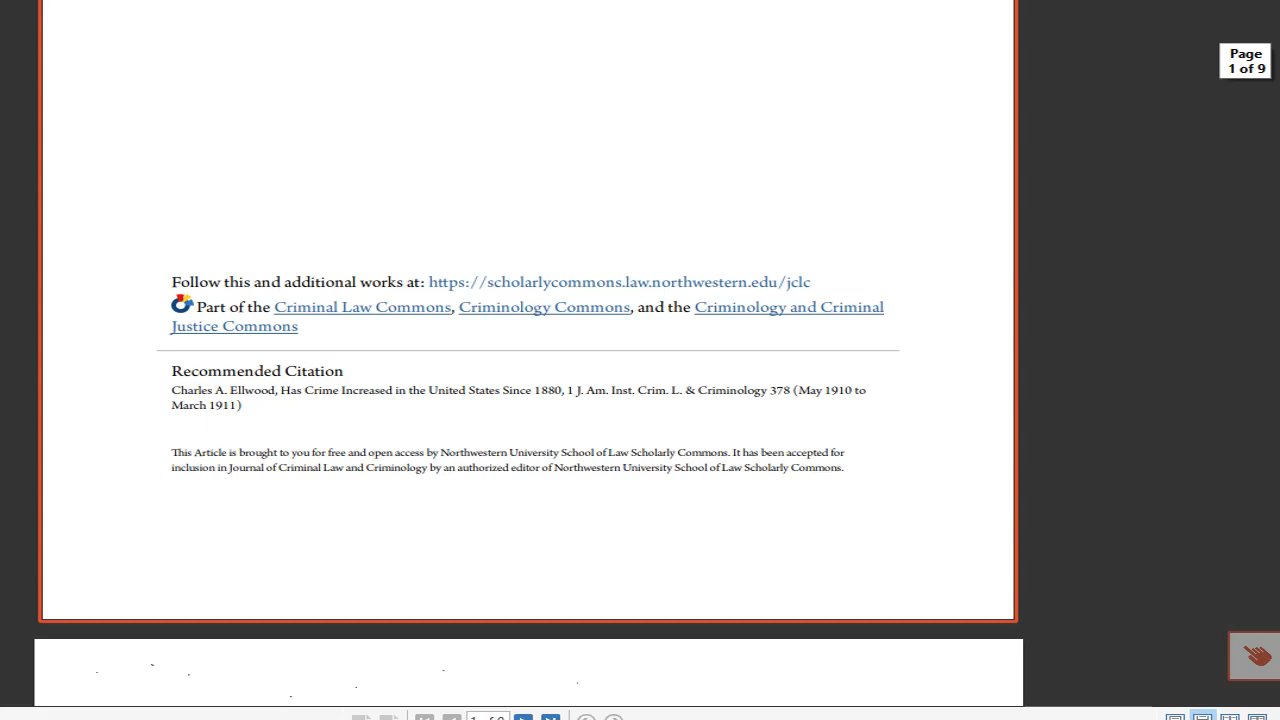 Page
1 of 9
Follow this and additional works at: https://scholarlycommons.law.northwestern.edu/jclc
Part of the Criminal Law Commons, Criminology Commons, and the Criminology and Criminal
Justice Commons
Recommended Citation
Charles A. Ellwood, Has Crime Increased in the United States Since 1880, 1 J. Am. Inst. Crim. L. & Criminology 378 (May 1910 to
March 1911)
This Article is brought to you for free and open access by Northwestern University School of Law Scholarly Commons. It has been accepted for
inclusion in Journal of Criminal Law and Criminology by an authorized editor of Northwestern University School of Law Scholarly Commons.
1 of 9